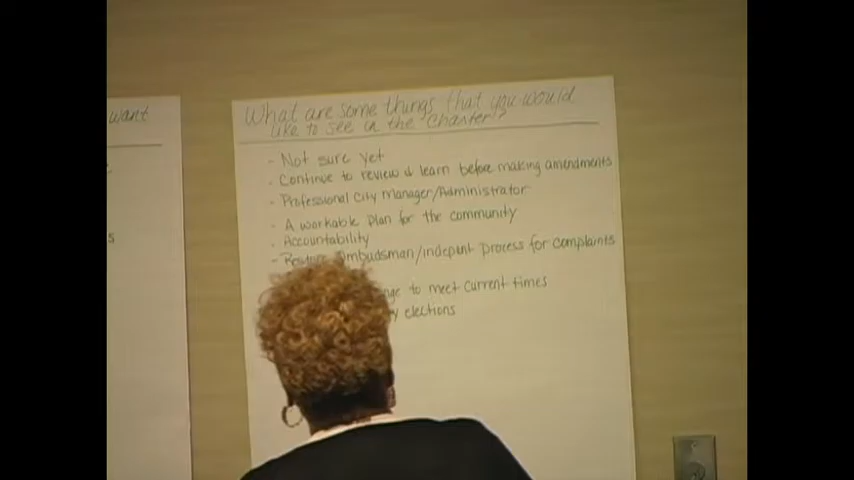 want
s
What are some things that you would
like to see in the "Charter"?
- Not sure yet
- Continue to review & learn before making amendments
- Professional City Manager/Administrator
- A workable plan for the community
- Accountability
- Restore Ombudsman/indepent process for complaints
to meet current times
elections